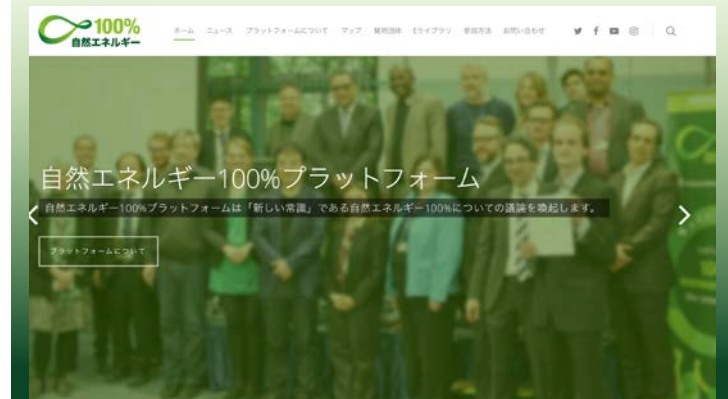 100%
自然エネルギー
ホーム ニュース プラットフォームについて マップ 賛同団体 Eライブラリ 参加方法 お問い合わせ
自然エネルギー100%プラットフォーム
自然エネルギー100%プラットフォームは「新しい常識」である自然エネルギー100%についての議論を喚起します。
プラットフォームについて